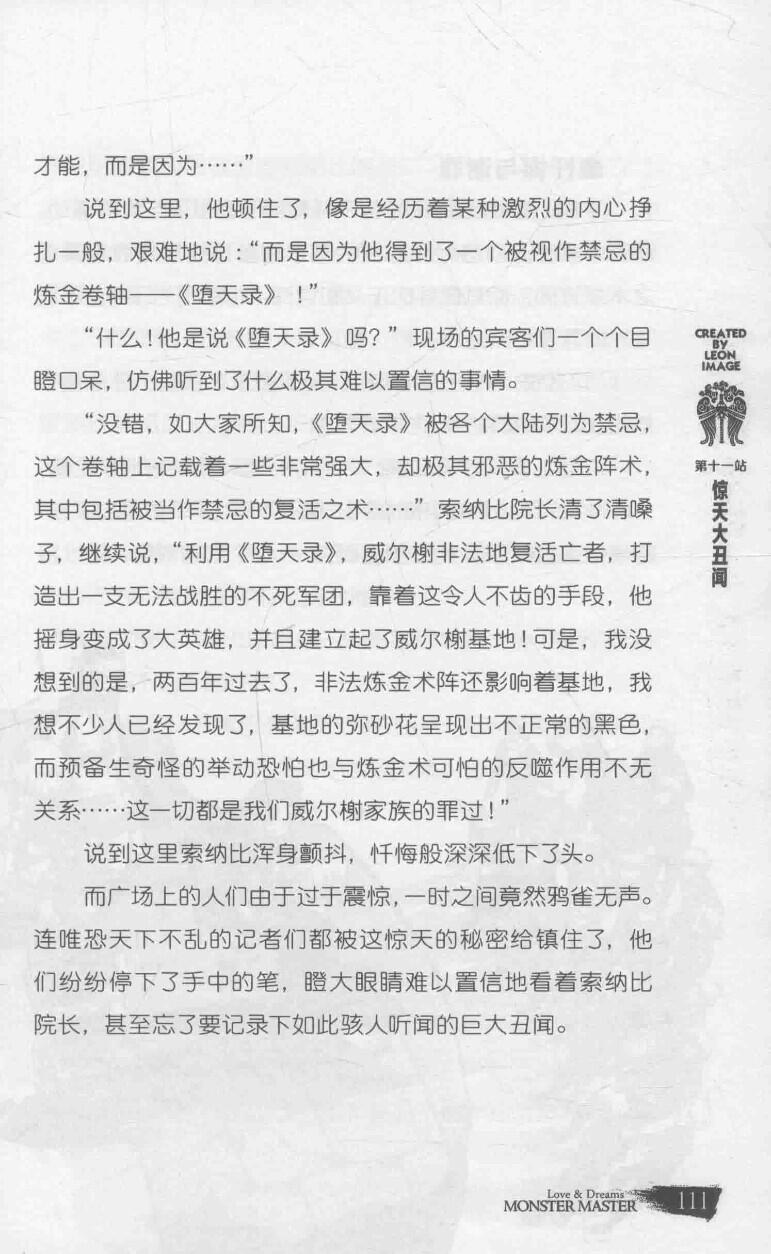 才能，而是因为……”
说到这里，他顿住了，像是经历着某种激烈的内心挣
扎一般，艰难地说：“而是因为他得到了一个被视作禁忌的
炼金卷轴——《堕天录》！”
“什么！他是说《堕天录》吗？”现场的宾客们一个个目
瞪口呆，仿佛听到了什么极其难以置信的事情。
“没错，如大家所知，《堕天录》被各个大陆列为禁忌，
这个卷轴上记载着一些非常强大，却极其邪恶的炼金阵术，
其中包括被当作禁忌的复活之术……”索纳比院长清了清嗓
子，继续说，“利用《堕天录》，威尔榭非法地复活亡者，打
造出一支无法战胜的不死军团，靠着这令人不齿的手段，他
摇身变成了大英雄，并且建立起了威尔榭基地！可是，我没
想到的是，两百年过去了，非法炼金术阵还影响着基地，我
想不少人已经发现了，基地的弥砂花呈现出不正常的黑色，
而预备生奇怪的举动恐怕也与炼金术可怕的反噬作用不无
关系……这一切都是我们威尔榭家族的罪过！”
说到这里索纳比浑身颤抖，忏悔般深深低下了头。
而广场上的人们由于过于震惊，一时之间竟然鸦雀无声。
连唯恐天下不乱的记者们都被这惊天的秘密给镇住了，他
们纷纷停下了手中的笔，瞪大眼睛难以置信地看着索纳比
院长，甚至忘了要记录下如此骇人听闻的巨大丑闻。
CREATED
BY
LEON
IMAGE
第十一站
惊天大丑闻
Love & Dreams
MONSTER MASTER
111